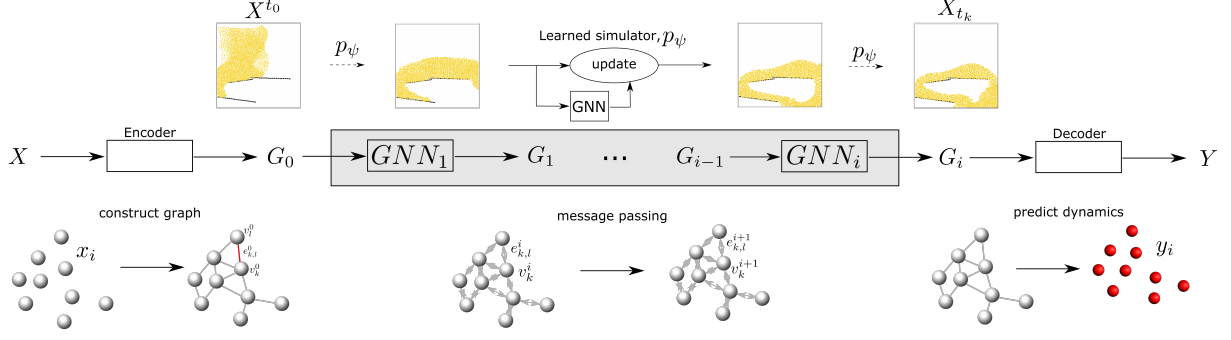 X^{t_0}
X_{t_k}
p_ψ
Learned simulator, p_ψ
p_ψ
update
GNN
Encoder
Decoder
X
G_0
GNN_1
G_1
...
G_{i-1}
GNN_i
G_i
Y
construct graph
message passing
predict dynamics
x_i
v_l^0
e_{k,l}^0
v_k^0
e_{k,l}^i
v_k^i
e_{k,l}^{i+1}
v_k^{i+1}
y_i